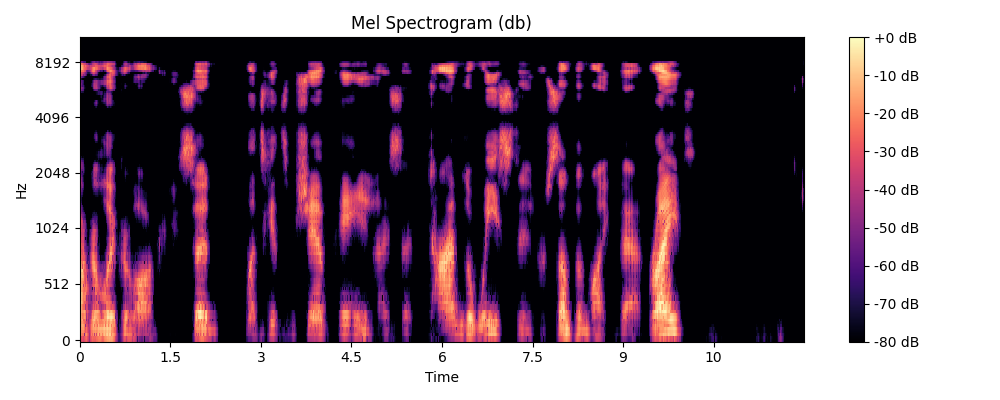 Mel Spectrogram (db)
8192
4096
2048
1024
512
0
Hz
0 1.5 3 4.5 6 7.5 9 10
Time
+0 dB
-10 dB
-20 dB
-30 dB
-40 dB
-50 dB
-60 dB
-70 dB
-80 dB